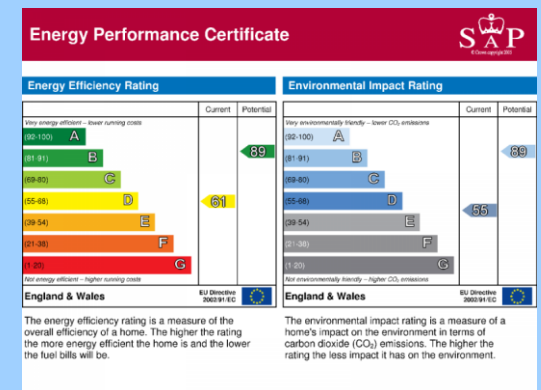 Energy Performance Certificate
SAP
© Crown copyright 2011
Energy Efficiency Rating
Current Potential
Very energy efficient – lower running costs
(92-100) A
(81-91) B
89
(69-80) C
(55-68) D
61
(39-54) E
(21-38) F
(1-20) G
Not energy efficient – higher running costs
England & Wales
EU Directive
2002/91/EC
The energy efficiency rating is a measure of the
overall efficiency of a home. The higher the rating
the more energy efficient the home is and the lower
the fuel bills will be.
Environmental Impact Rating
Current Potential
Very environmentally friendly – lower CO₂ emissions
(92-100) A
(81-91) B
89
(69-80) C
(55-68) D
55
(39-54) E
(21-38) F
(1-20) G
Not environmentally friendly – higher CO₂ emissions
England & Wales
EU Directive
2002/91/EC
The environmental impact rating is a measure of a
home's impact on the environment in terms of
carbon dioxide (CO₂) emissions. The higher the
rating the less impact it has on the environment.